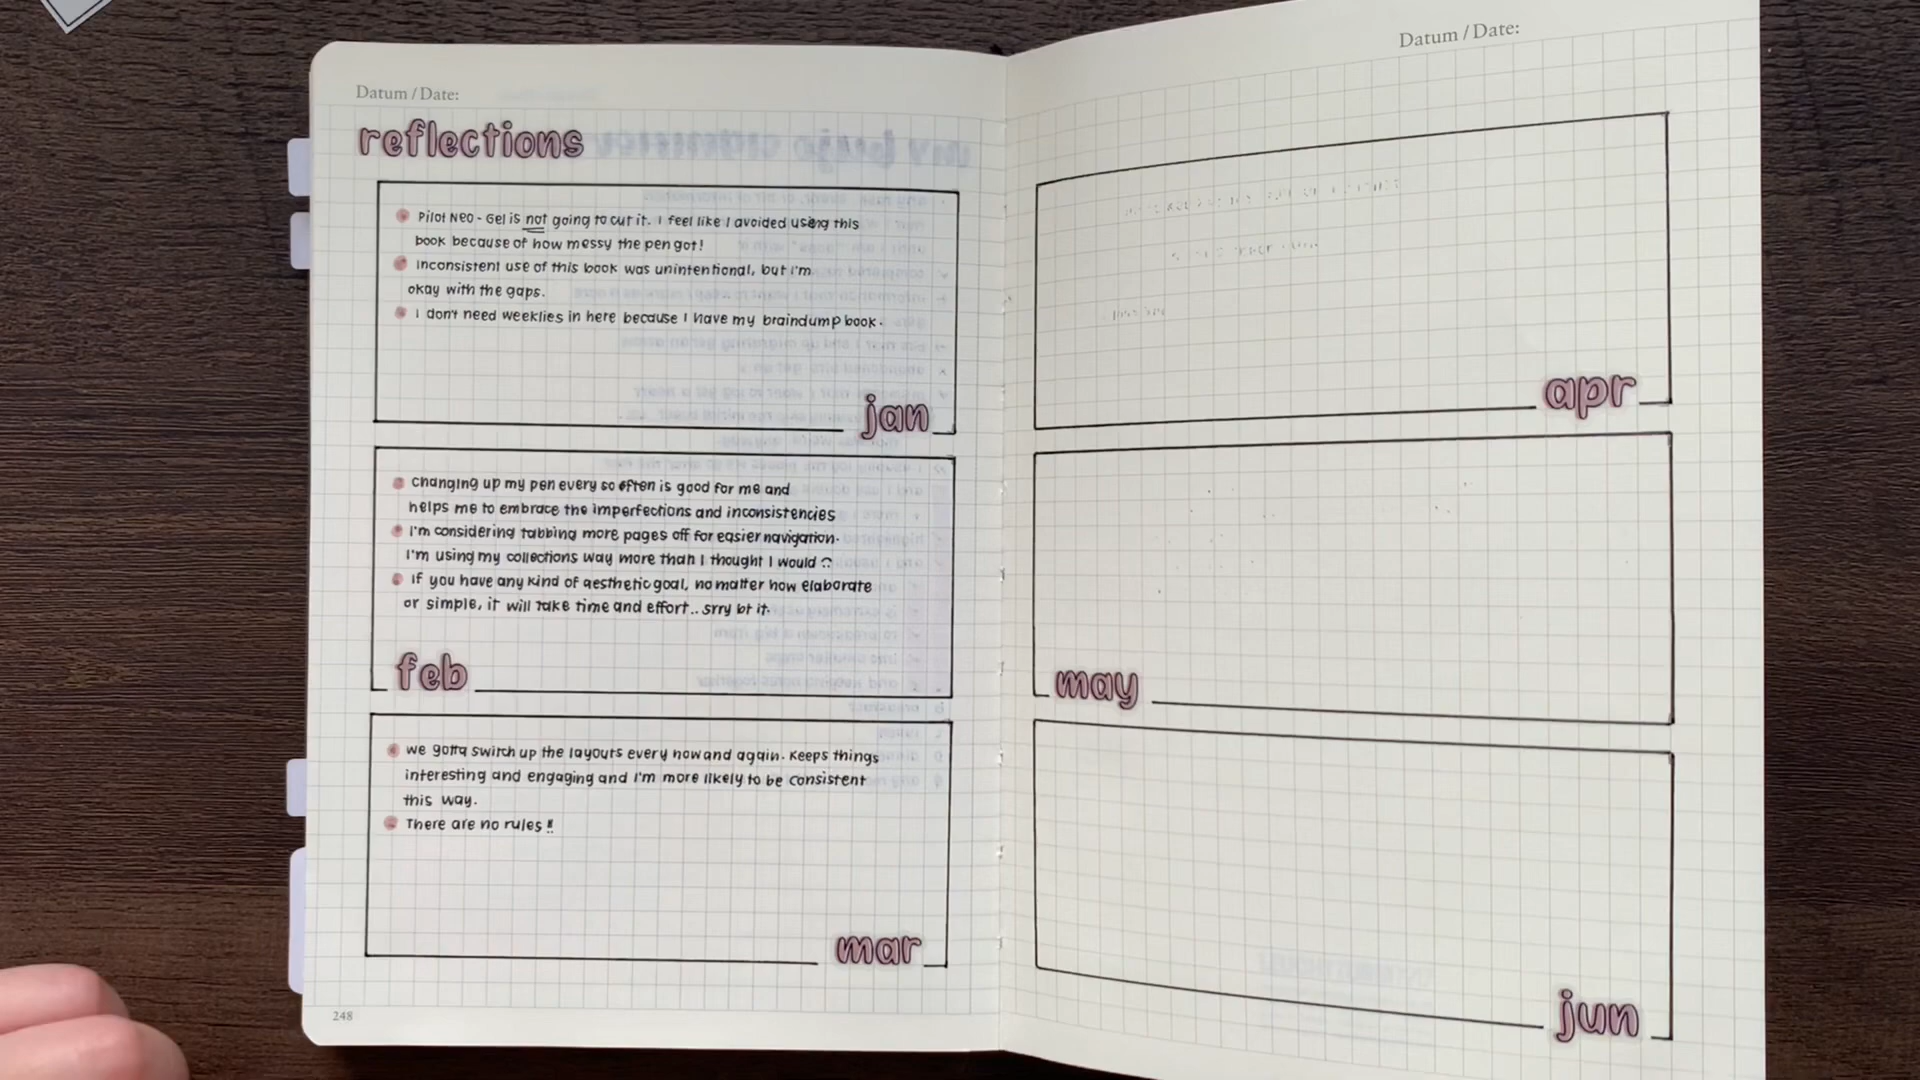 Datum / Date:
reflections
Pilot Neo-Gel is not going to cut it. I feel like I avoided using this
book because of how messy the pen got!
Inconsistent use of this book was unintentional, but I'm
okay with the gaps.
I don't need weeklies in here because I have my braindump book.
jan
Changing up my pen every so often is good for me and
helps me to embrace the imperfections and inconsistencies
I'm considering tabbing more pages off for easier navigation.
I'm using my collections way more than I thought I would
If you have any kind of aesthetic goal, no matter how elaborate
or simple, it will take time and effort.. srry bt it.
feb
We gotta switch up the layouts every now and again. Keeps things
interesting and engaging and I'm more likely to be consistent
this way.
There are no rules!!
mar
248
Datum / Date:
apr
may
jun